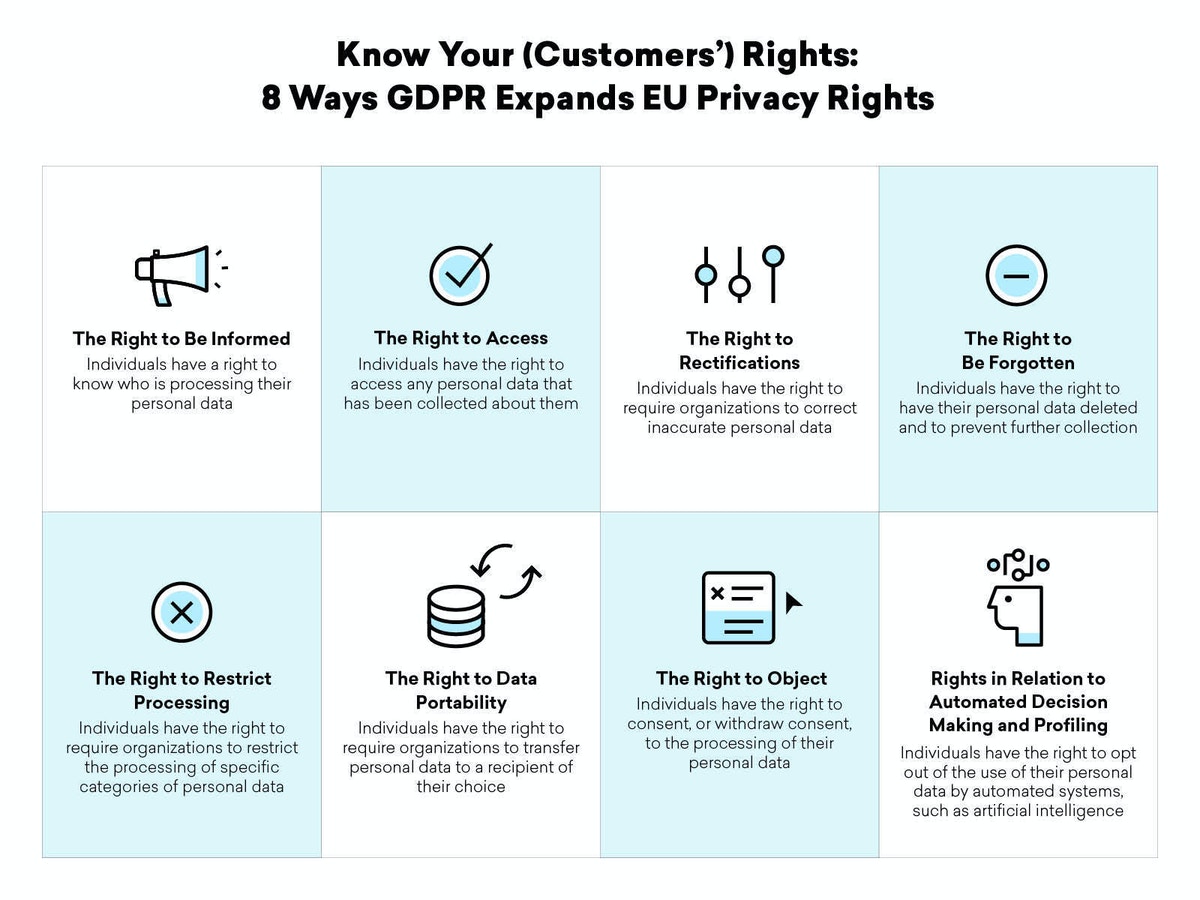 Know Your (Customers’) Rights:
8 Ways GDPR Expands EU Privacy Rights
The Right to Be Informed
Individuals have a right to
know who is processing their
personal data
The Right to Access
Individuals have the right to
access any personal data that
has been collected about them
The Right to
Rectifications
Individuals have the right to
require organizations to correct
inaccurate personal data
The Right to
Be Forgotten
Individuals have the right to
have their personal data deleted
and to prevent further collection
The Right to Restrict
Processing
Individuals have the right to
require organizations to restrict
the processing of specific
categories of personal data
The Right to Data
Portability
Individuals have the right to
require organizations to transfer
personal data to a recipient of
their choice
The Right to Object
Individuals have the right to
consent, or withdraw consent,
to the processing of their
personal data
Rights in Relation to
Automated Decision
Making and Profiling
Individuals have the right to opt
out of the use of their personal
data by automated systems,
such as artificial intelligence